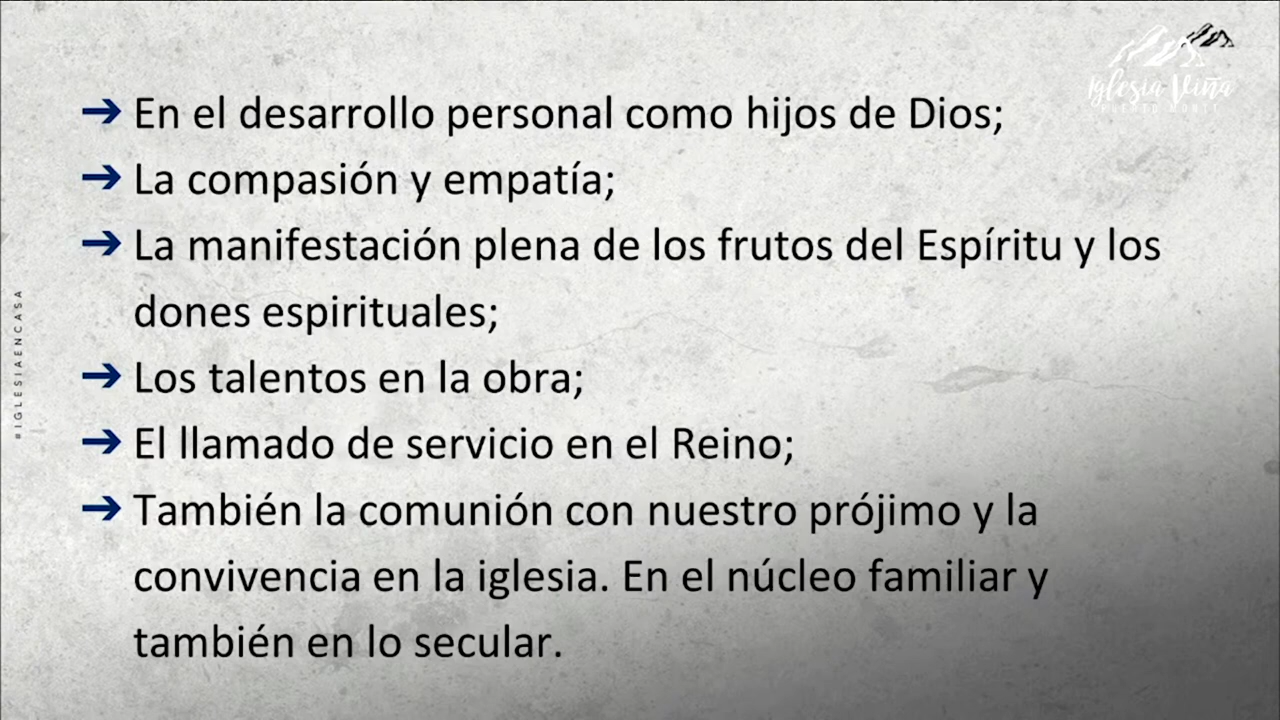 Iglesia Viña
PUERTO MONTT
➔ En el desarrollo personal como hijos de Dios;
➔ La compasión y empatía;
➔ La manifestación plena de los frutos del Espíritu y los
dones espirituales;
➔ Los talentos en la obra;
➔ El llamado de servicio en el Reino;
➔ También la comunión con nuestro prójimo y la
convivencia en la iglesia. En el núcleo familiar y
también en lo secular.
#IGLESIAENCASA